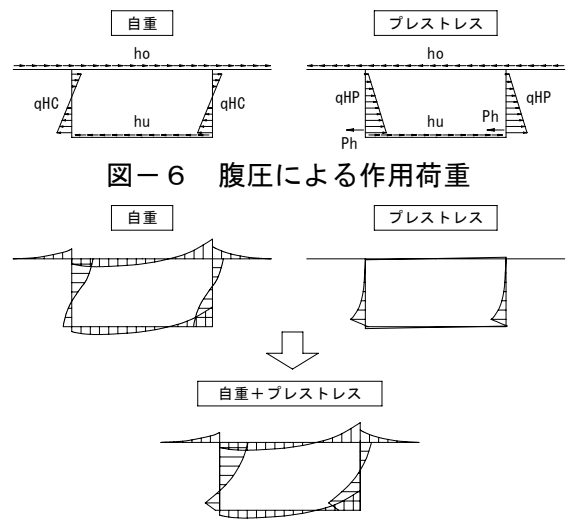 自重 プレストレス
ho ho
qHC qHC qHP qHP
hu hu Ph
Ph
図－6 腹圧による作用荷重
自重 プレストレス
自重＋プレストレス